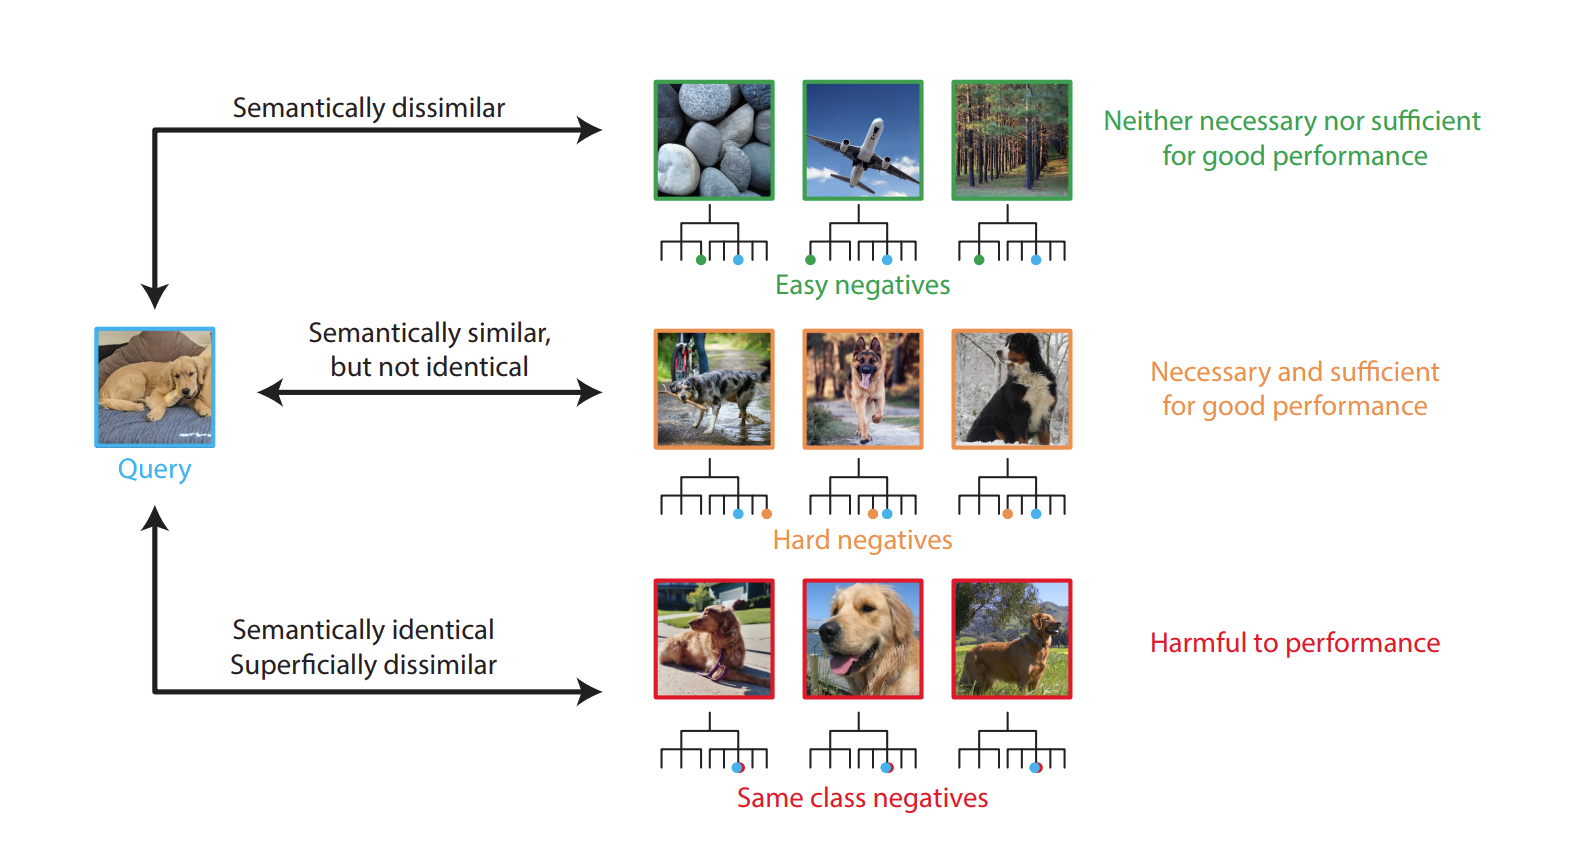 Semantically dissimilar
Neither necessary nor sufficient
for good performance
Easy negatives
Semantically similar,
but not identical
Necessary and sufficient
for good performance
Query
Hard negatives
Semantically identical
Superficially dissimilar
Harmful to performance
Same class negatives